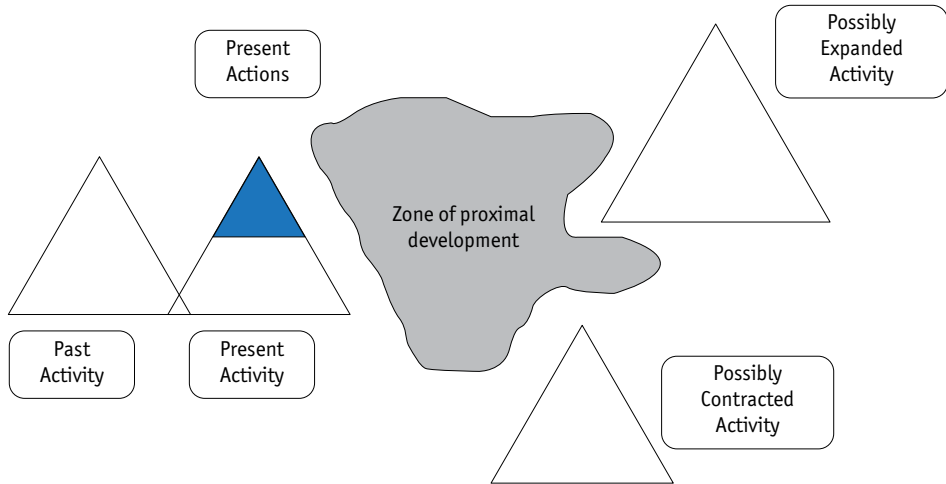 Present
Actions
Possibly
Expanded
Activity
Zone of proximal
development
Past
Activity
Present
Activity
Possibly
Contracted
Activity